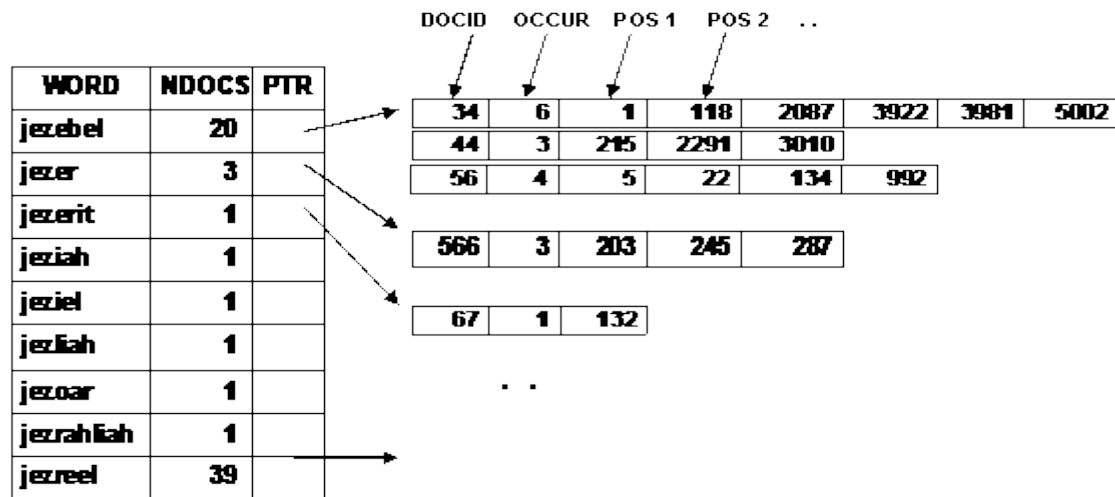 DOCID OCCUR POS 1 POS 2 . .
WORD NDOCS PTR
jezebel 20
jezer 3
jezerit 1
jeziah 1
jeziel 1
jezliah 1
jezoar 1
jezrahliah 1
jezreel 39
34 6 1 118 2087 3922 3981 5002
44 3 215 2291 3010
56 4 5 22 134 992
566 3 203 245 287
67 1 132
. .